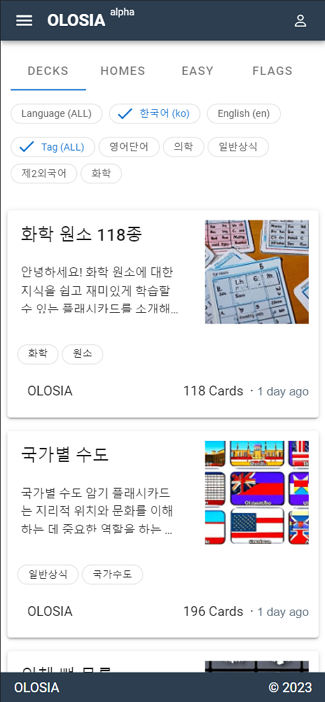 OLOSIA alpha
DECKS HOMES EASY FLAGS
Language (ALL) 한국어 (ko) English (en)
Tag (ALL) 영어단어 의학 일반상식
제2외국어 화학
화학 원소 118종
안녕하세요! 화학 원소에 대한
지식을 쉽고 재미있게 학습할
수 있는 플래시카드를 소개해...
화학 원소
OLOSIA 118 Cards · 1 day ago
국가별 수도
국가별 수도 암기 플래시카드
는 지리적 위치와 문화를 이해
하는 데 중요한 역할을 하는 ...
일반상식 국가수도
OLOSIA 196 Cards · 1 day ago
OLOSIA © 2023